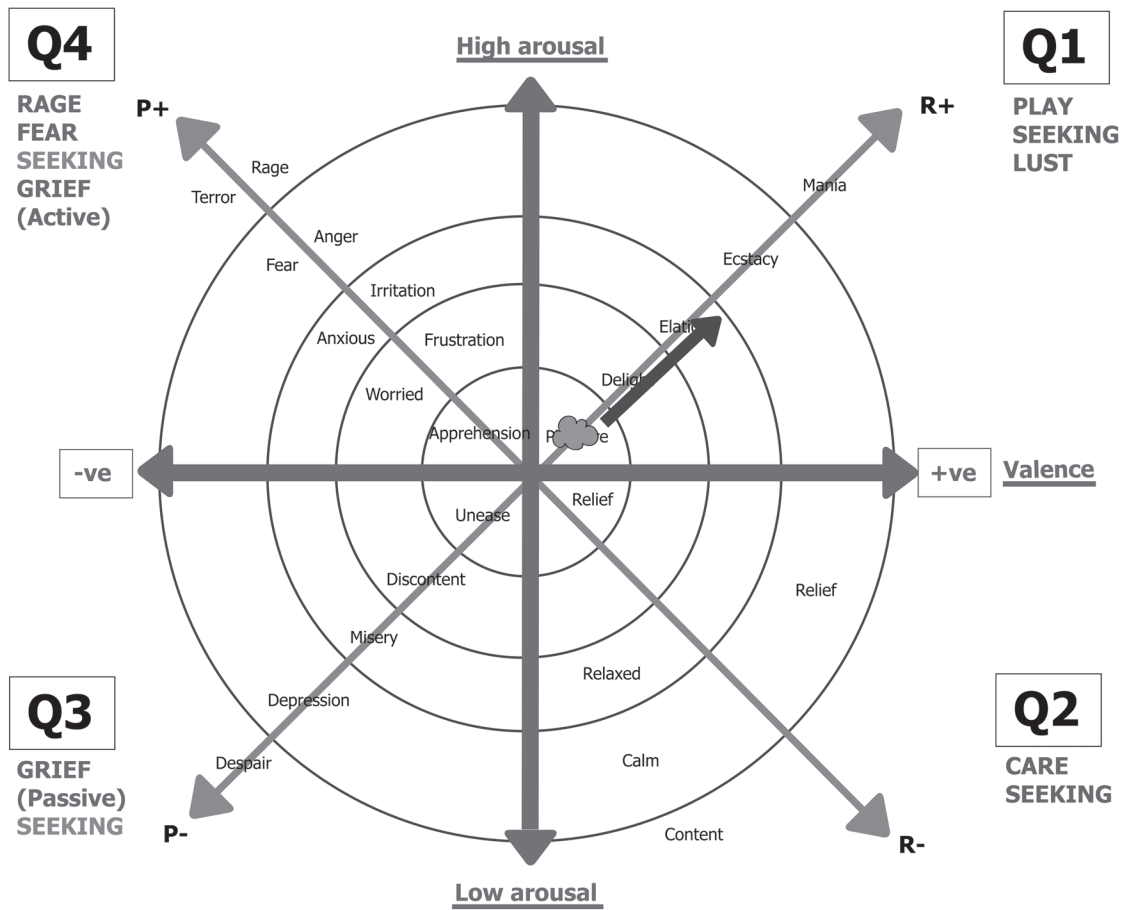 Q4
High arousal
Q1
RAGE
FEAR
SEEKING
GRIEF
(Active)
P+
R+
PLAY
SEEKING
LUST
Rage
Terror
Mania
Anger
Fear
Ecstacy
Irritation
Anxious
Frustration
Worried
Apprehension
-ve
+ve
Valence
Relief
Unease
Discontent
Relief
Misery
Relaxed
Depression
Calm
Despair
Content
Q3
GRIEF
(Passive)
SEEKING
P-
Q2
CARE
SEEKING
R-
Low arousal